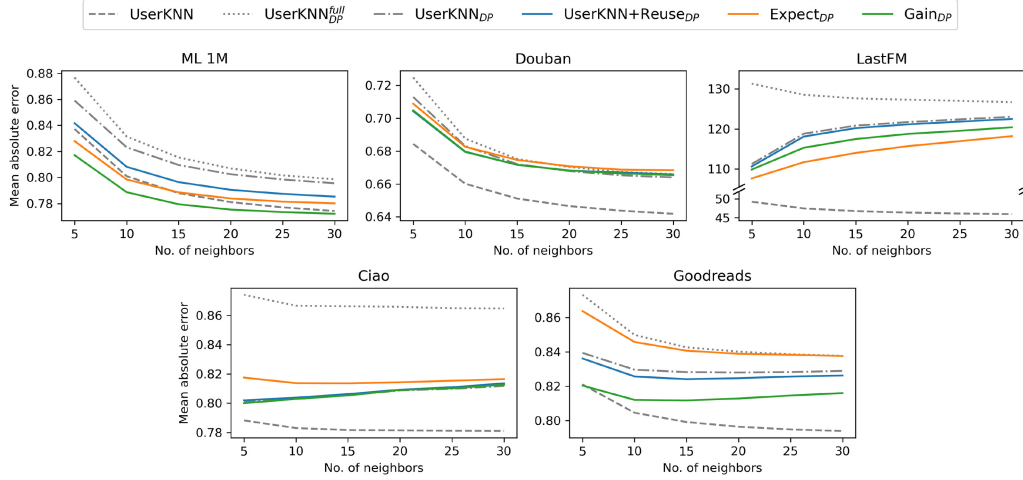 UserKNN UserKNN_DP^full UserKNN_DP UserKNN+Reuse_DP Expect_DP Gain_DP
ML 1M Douban LastFM
Mean absolute error
0.88
0.86
0.84
0.82
0.80
0.78
5 10 15 20 25 30
No. of neighbors
0.72
0.70
0.68
0.66
0.64
5 10 15 20 25 30
No. of neighbors
130
120
110
50
45
5 10 15 20 25 30
No. of neighbors
Ciao Goodreads
Mean absolute error
0.86
0.84
0.82
0.80
0.78
5 10 15 20 25 30
No. of neighbors
0.86
0.84
0.82
0.80
5 10 15 20 25 30
No. of neighbors